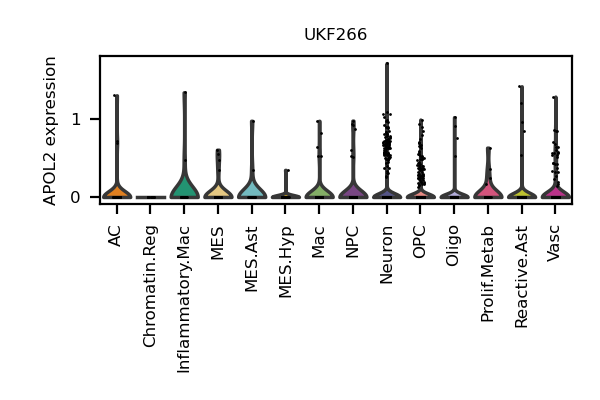 UKF266
APOL2 expression
1
0
AC
Chromatin.Reg
Inflammatory.Mac
MES
MES.Ast
MES.Hyp
Mac
NPC
Neuron
OPC
Oligo
Prolif.Metab
Reactive.Ast
Vasc